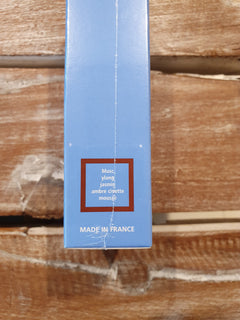 Musc,
ylang
jasmin
ambre civette
mousse
MADE IN FRANCE